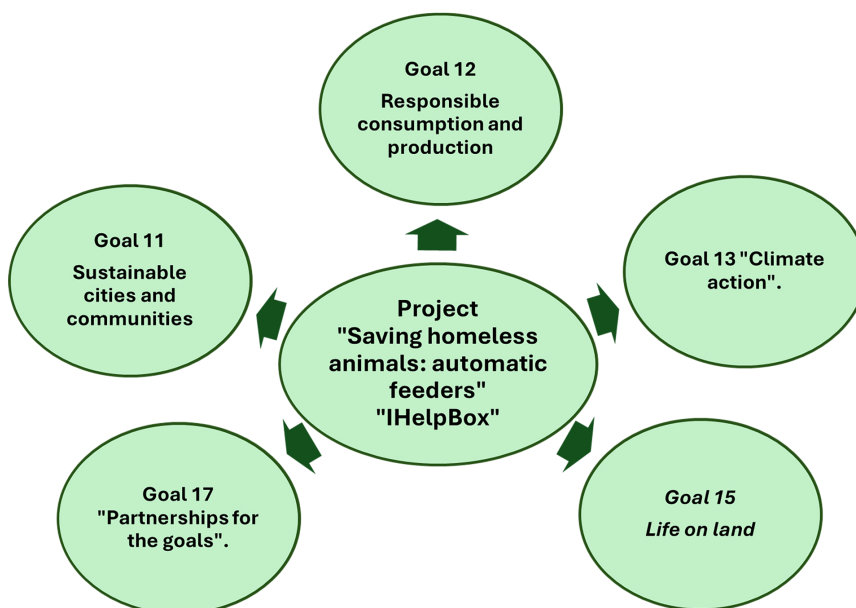 Goal 12
Responsible
consumption and
production
Goal 11
Sustainable
cities and
communities
Goal 13 "Climate
action".
Project
"Saving homeless
animals: automatic
feeders"
"IHelpBox"
Goal 17
"Partnerships for
the goals".
Goal 15
Life on land